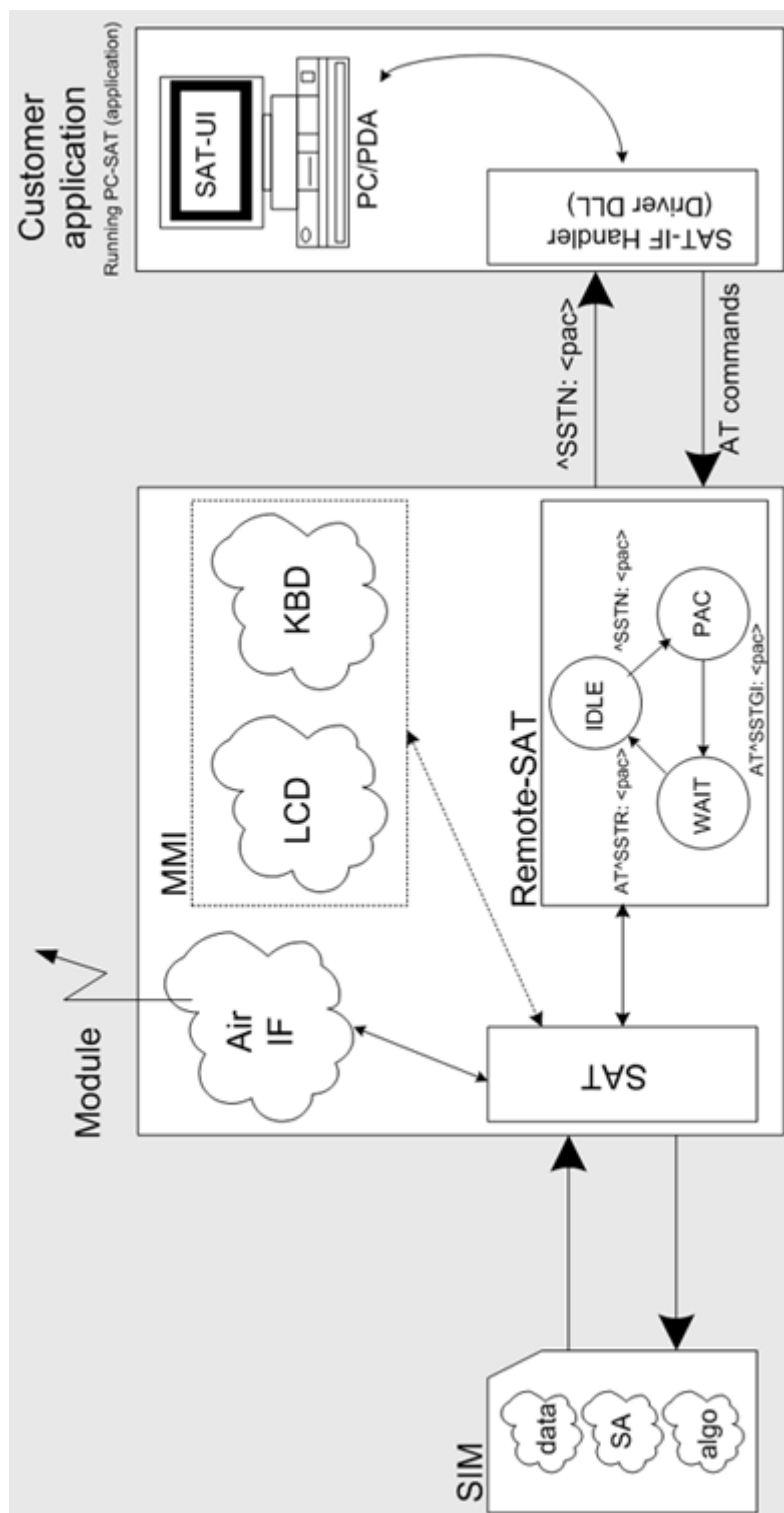 SIM
data
SA
algo
Module
Air
IF
SAT
MMI
LCD
KBD
Remote-SAT
IDLE
PAC
WAIT
^SSTN: <pac>
AT^SSTGI: <pac>
AT^SSTR: <pac>
^SSTN: <pac>
AT commands
Customer
application
Running PC-SAT (application)
SAT-UI
PC/PDA
SAT-IF Handler
(Driver DLL)